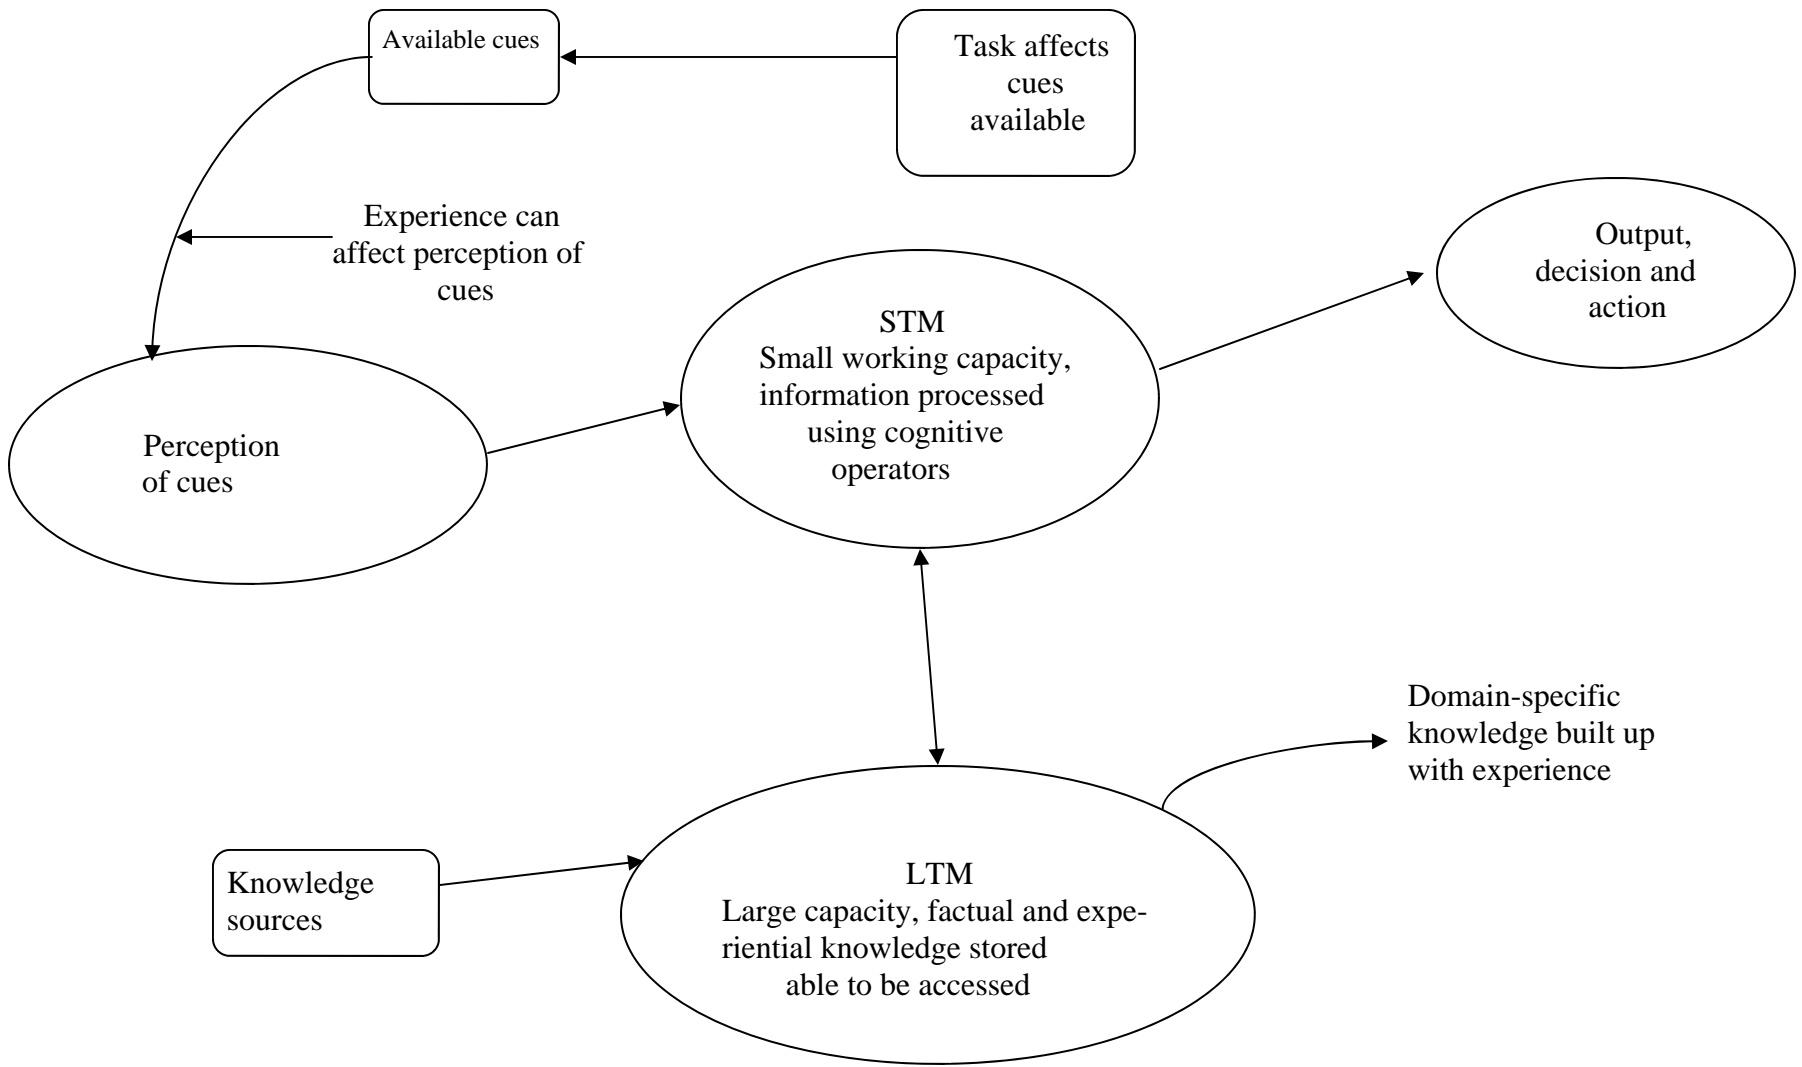 Available cues
Task affects
cues
available
Experience can
affect perception of
cues
Output,
decision and
action
STM
Small working capacity,
information processed
using cognitive
operators
Perception
of cues
Domain-specific
knowledge built up
with experience
Knowledge
sources
LTM
Large capacity, factual and expe-
riential knowledge stored
able to be accessed